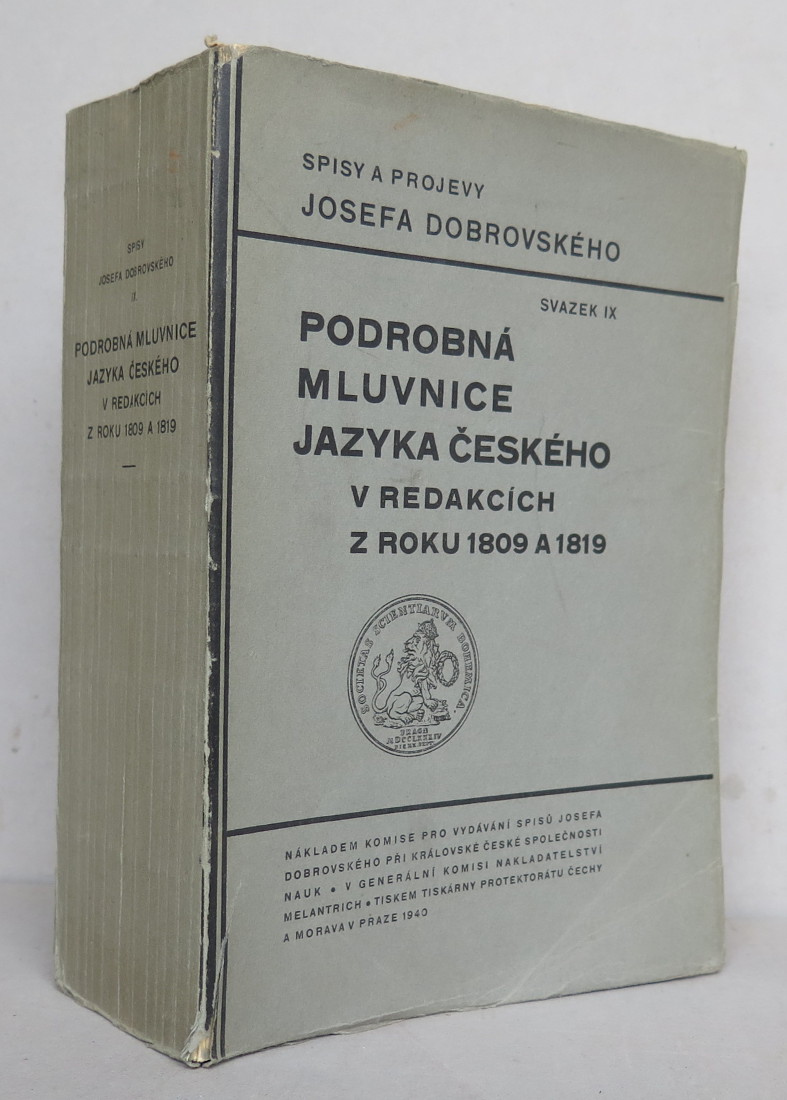 SPISY
JOSEFA DOBROVSKÉHO
PODROBNÁ MLUVNICE
JAZYKA ČESKÉHO
V REDAKCÍCH
Z ROKU 1809 A 1819
SPISY A PROJEVY
JOSEFA DOBROVSKÉHO
SVAZEK IX
PODROBNÁ
MLUVNICE
JAZYKA ČESKÉHO
V REDAKCÍCH
Z ROKU 1809 A 1819
SOCIETAS SCIENTIARVM BOHEMICA
NÁKLADEM KOMISE PRO VYDÁVÁNÍ SPISŮ JOSEFA
DOBROVSKÉHO PŘI KRÁLOVSKÉ ČESKÉ SPOLEČNOSTI
NAUK • V GENERÁLNÍ KOMISI NAKLADATELSTVÍ
MELANTRICH • TISKEM TISKÁRNY PROTEKTORÁTU ČECHY
A MORAVA V PRAZE 1940